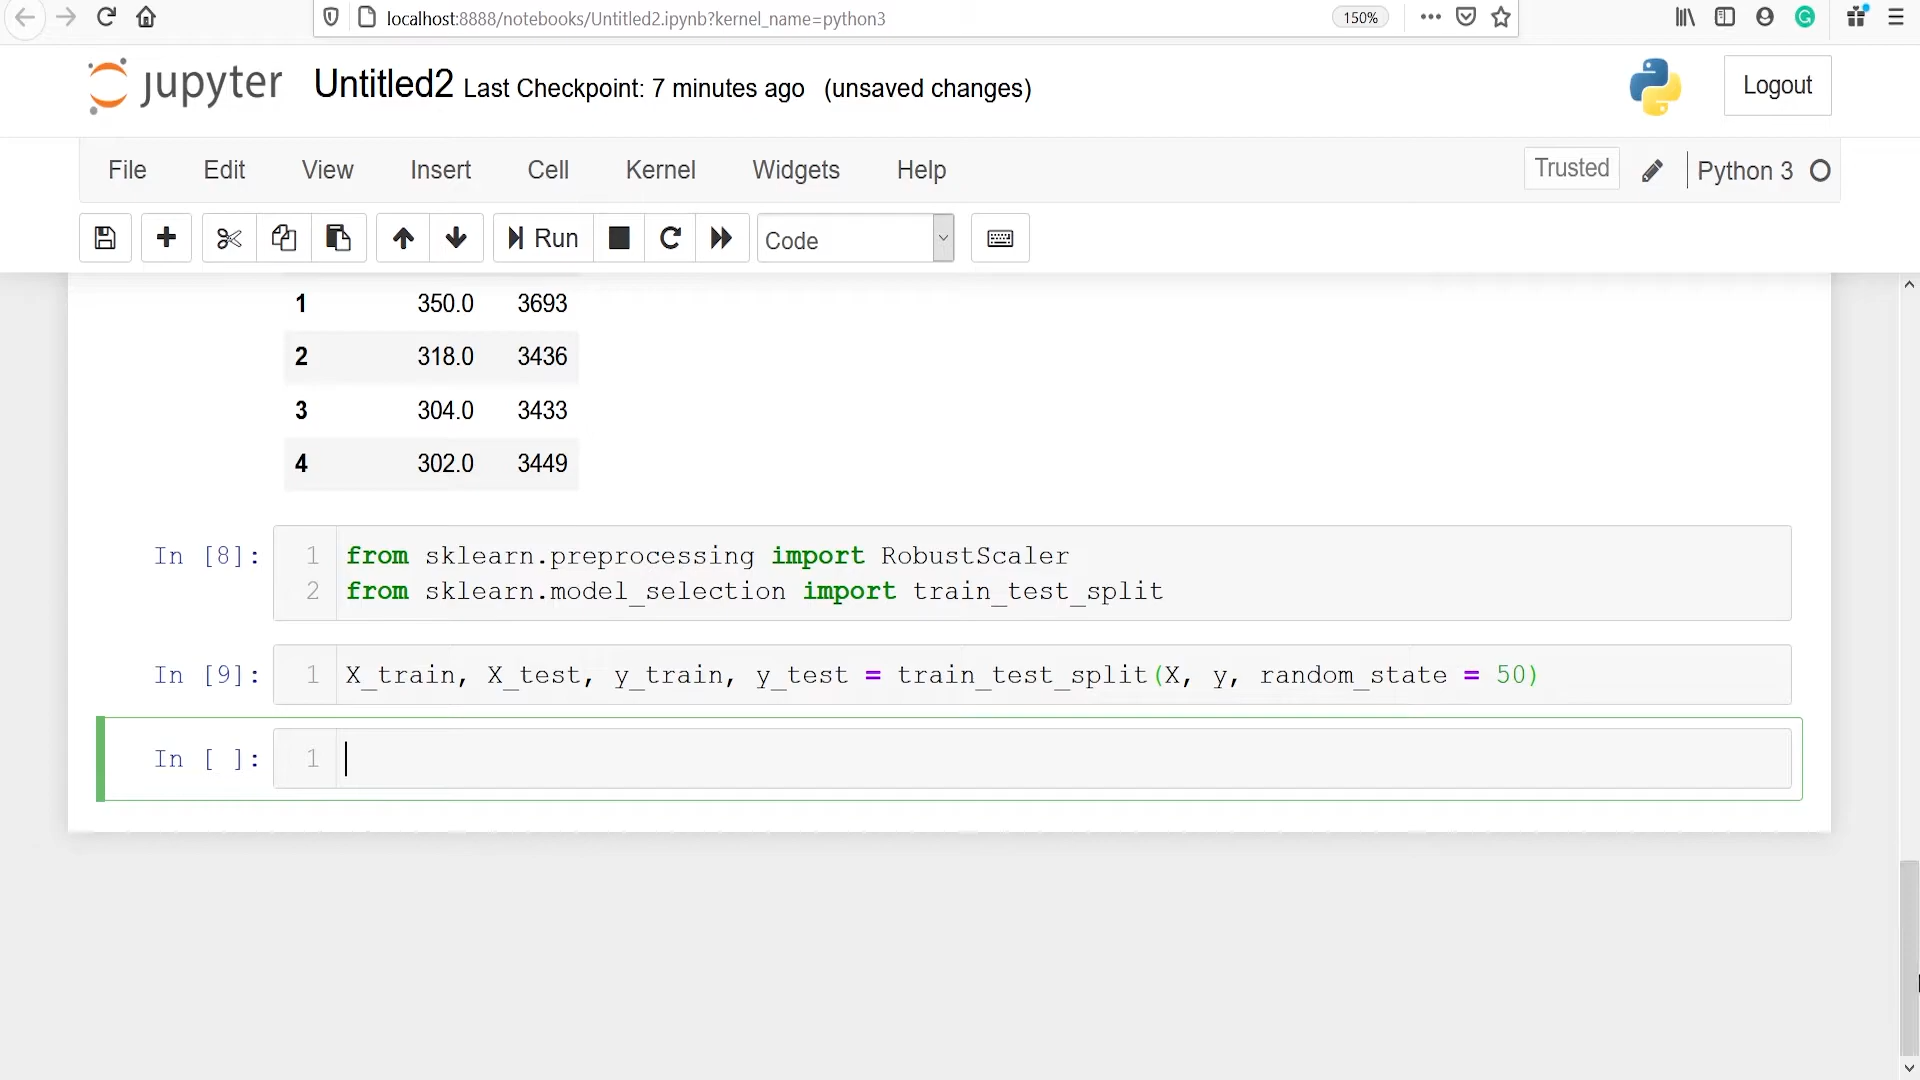 localhost:8888/notebooks/Untitled2.ipynb?kernel_name=python3
150%
jupyter Untitled2 Last Checkpoint: 7 minutes ago (unsaved changes)
Logout
File Edit View Insert Cell Kernel Widgets Help
Trusted
Python 3
Run
Code
1 350.0 3693
2 318.0 3436
3 304.0 3433
4 302.0 3449
In [8]:
1 from sklearn.preprocessing import RobustScaler
2 from sklearn.model_selection import train_test_split
In [9]:
1 X_train, X_test, y_train, y_test = train_test_split(X, y, random_state = 50)
In [ ]:
1